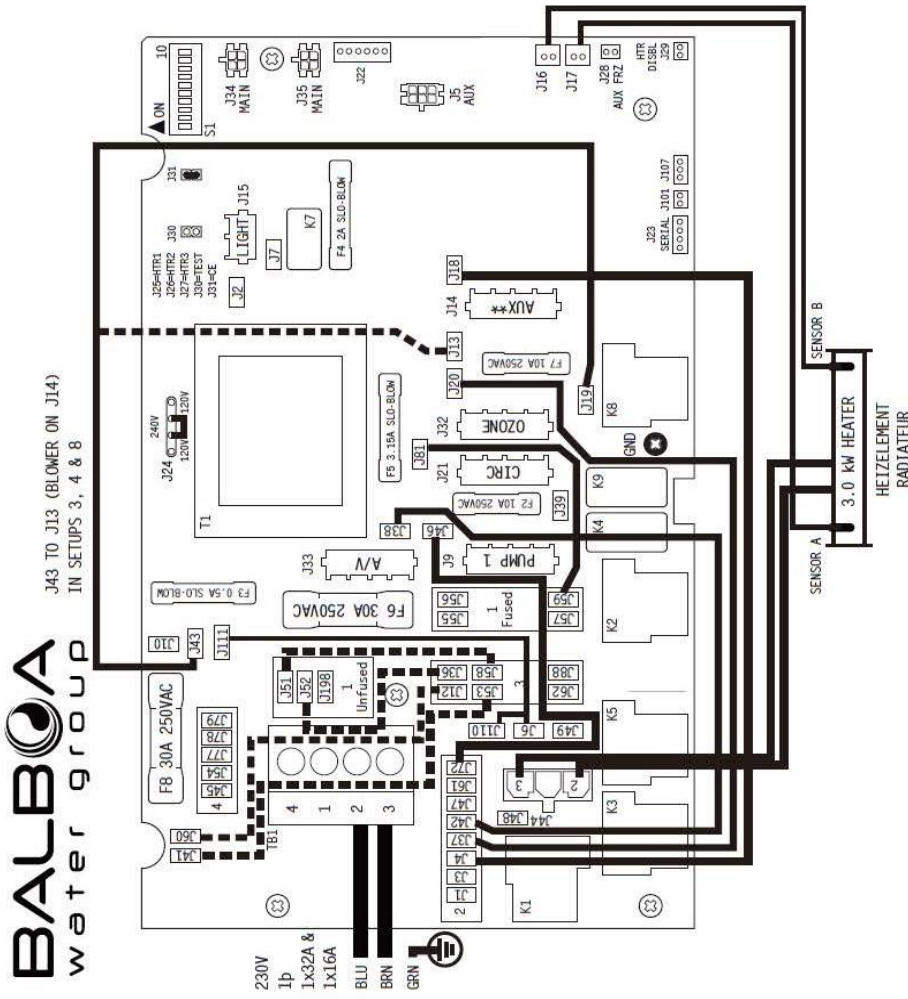 BALBOA
water group
J43 TO J13 (BLOWER ON J14)
IN SETUPS 3, 4 & 8
ON
10
S1
J34
MAIN
J35
MAIN
J22
J5
AUX
J16
J17
J28
AUX FRZ
HTR
DISBL
J29
J31
J30
J25=HTR1
J26=HTR2
J27=HTR3
J30=TEST
J31=CE
J15
LIGHT
J2
J7
K7
F4 2A SLO-BLOW
J23
SERIAL
J101
J107
J24
240V
120V
120V
T1
J18
J14
AUX**
J13
J20
F7 10A 250VAC
J19
K8
F5 3.15A SLO-BLOW
J32
OZONE
J81
J21
CIRC
F2 10A 250VAC
J39
GND
K9
K4
J38
J46
J33
A/V
J9
PUMP 1
F3 0.5A SLO-BLOW
F6 30A 250VAC
J56
J55
1
Fused
J59
J57
K2
J10
J43
J111
J51
J52
J198
1
Unfused
J36
J12
J58
J53
3
J88
J62
F8 30A 250VAC
J79
J78
J77
J54
J45
4
J60
J41
TB1
4
1
2
3
J110
J6
J49
K5
J72
J61
J47
J42
J37
J4
J3
J1
2
3
2
J48
J44
K3
K1
230V
1p
1x32A &
1x16A
BLU
BRN
GRN
SENSOR A
SENSOR B
3.0 kW HEATER
HEIZELEMENT
RADIATEUR